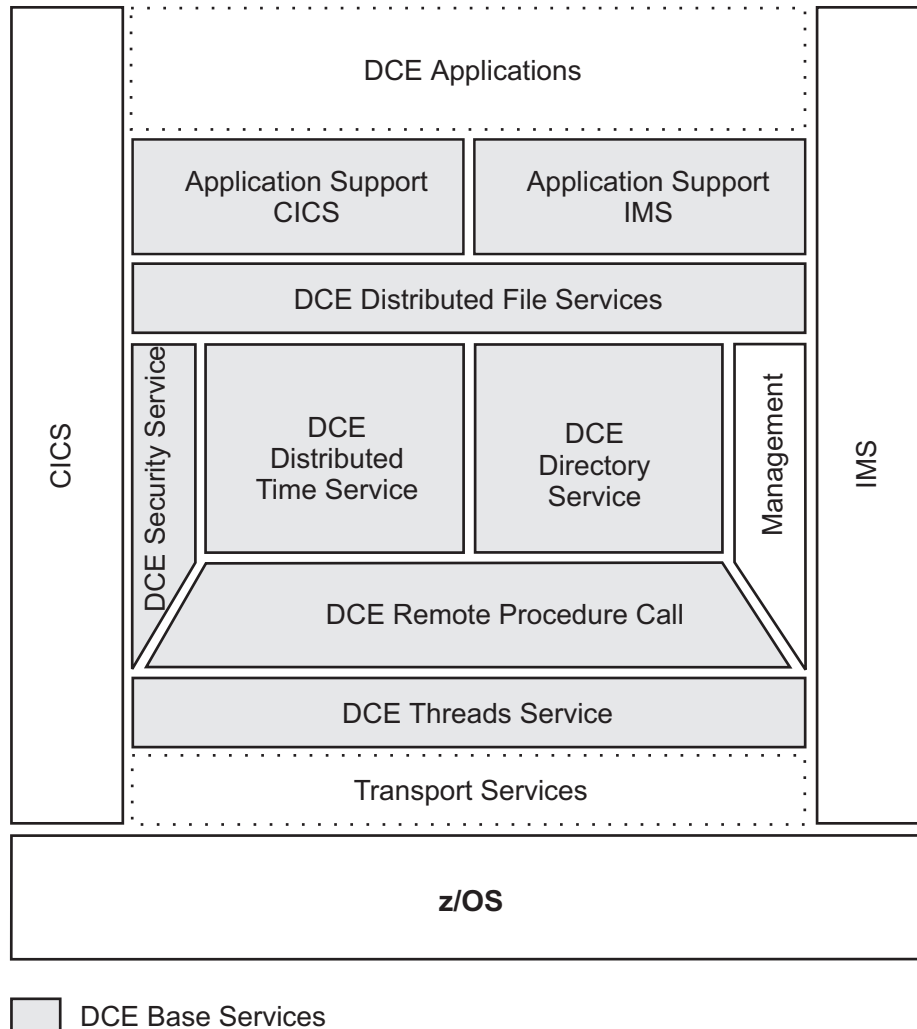 DCE Applications
Application Support
CICS
Application Support
IMS
DCE Distributed File Services
CICS
DCE Security Service
DCE
Distributed
Time Service
DCE
Directory
Service
Management
IMS
DCE Remote Procedure Call
DCE Threads Service
Transport Services
z/OS
DCE Base Services